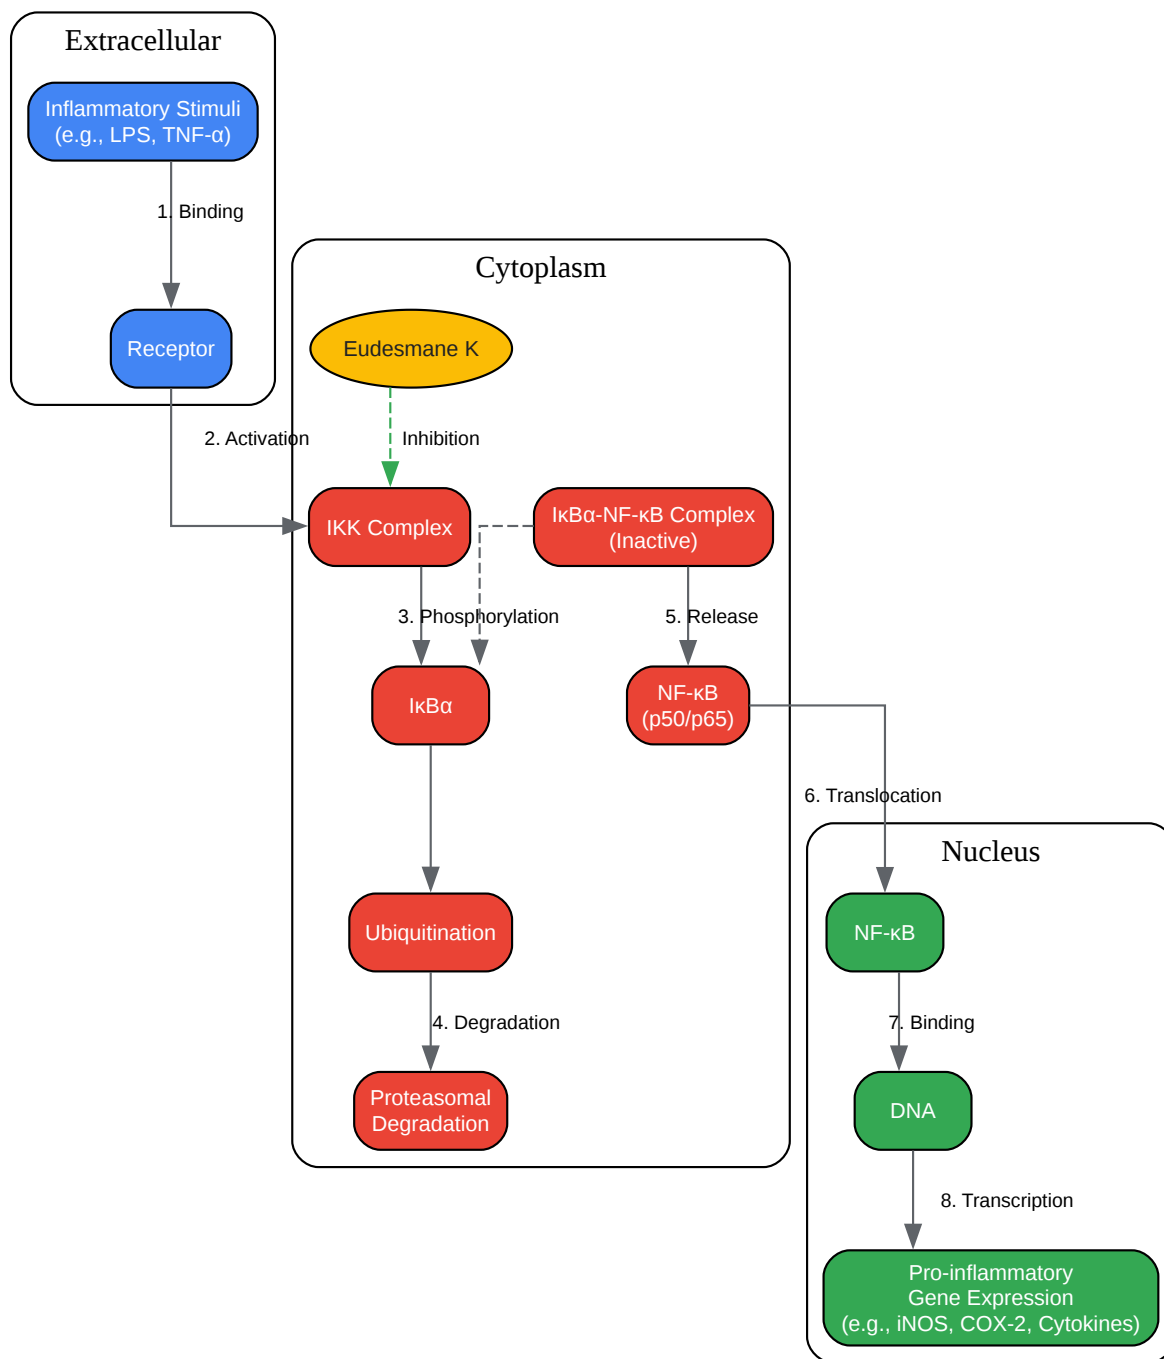 Extracellular
Inflammatory Stimuli
(e.g., LPS, TNF-α)
1. Binding
Receptor
Cytoplasm
Eudesmane K
2. Activation
Inhibition
IKK Complex
IκBα-NF-κB Complex
(Inactive)
3. Phosphorylation
5. Release
IκBα
NF-κB
(p50/p65)
6. Translocation
Nucleus
Ubiquitination
NF-κB
4. Degradation
7. Binding
Proteasomal
Degradation
DNA
8. Transcription
Pro-inflammatory
Gene Expression
(e.g., iNOS, COX-2, Cytokines)